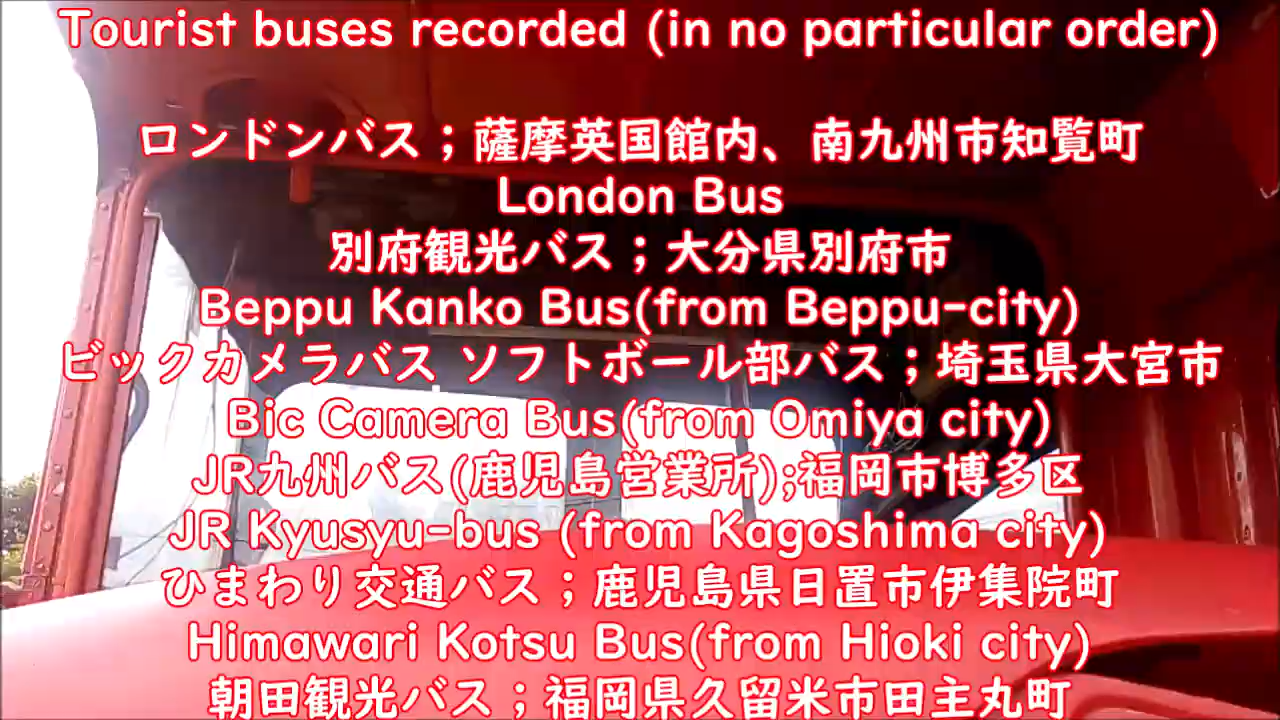 Tourist buses recorded (in no particular order)
ロンドンバス；薩摩英国館内、南九州市知覧町
London Bus
別府観光バス；大分県別府市
Beppu Kanko Bus(from Beppu-city)
ビックカメラバス ソフトボール部バス；埼玉県大宮市
Bic Camera Bus(from Omiya city)
JR九州バス(鹿児島営業所);福岡市博多区
JR Kyusyu-bus (from Kagoshima city)
ひまわり交通バス；鹿児島県日置市伊集院町
Himawari Kotsu Bus(from Hioki city)
朝田観光バス；福岡県久留米市田主丸町